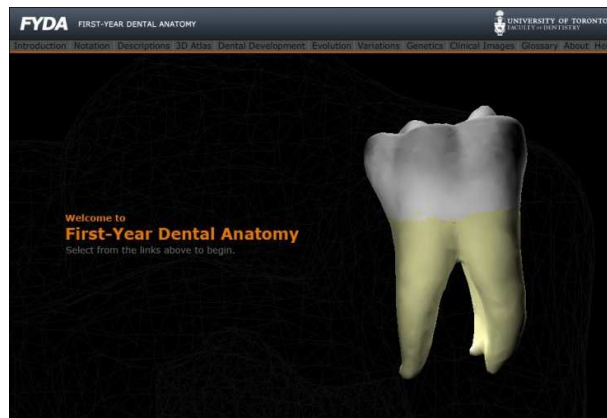 FYDA FIRST-YEAR DENTAL ANATOMY
UNIVERSITY OF TORONTO
FACULTY OF DENTISTRY
Introduction Notation Descriptions 3D Atlas Dental Development Evolution Variations Genetics Clinical Images Glossary About He
Welcome to
First-Year Dental Anatomy
Select from the links above to begin.